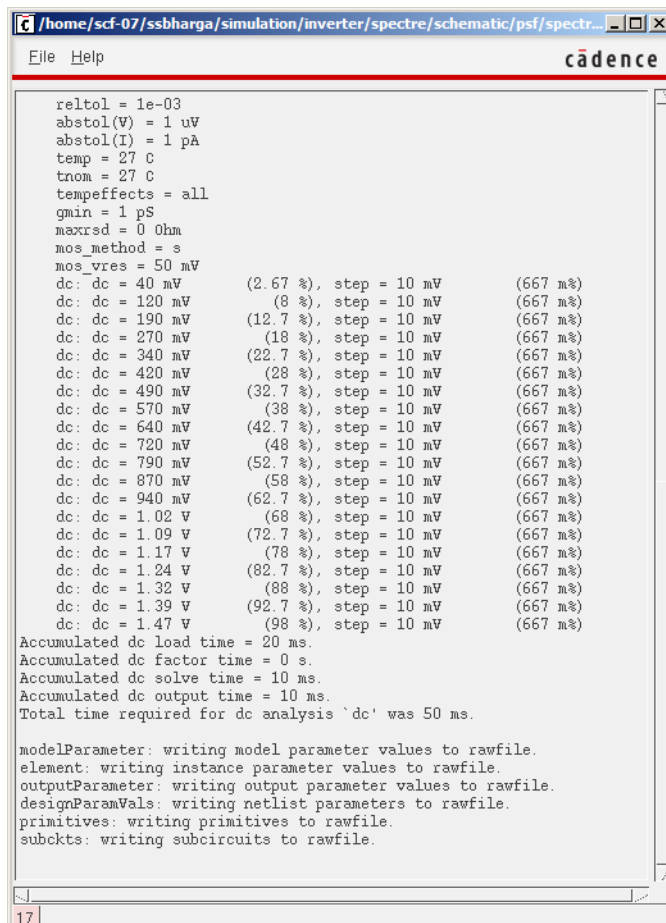 /home/scf-07/ssbharga/simulation/inverter/spectre/schematic/psf/spectr...
File Help
cādence
reltol = 1e-03
abstol(V) = 1 uV
abstol(I) = 1 pA
temp = 27 C
tnom = 27 C
tempeffects = all
gmin = 1 pS
maxrsd = 0 Ohm
mos_method = s
mos_vres = 50 mV
dc: dc = 40 mV (2.67 %), step = 10 mV (667 m%)
dc: dc = 120 mV (8 %), step = 10 mV (667 m%)
dc: dc = 190 mV (12.7 %), step = 10 mV (667 m%)
dc: dc = 270 mV (18 %), step = 10 mV (667 m%)
dc: dc = 340 mV (22.7 %), step = 10 mV (667 m%)
dc: dc = 420 mV (28 %), step = 10 mV (667 m%)
dc: dc = 490 mV (32.7 %), step = 10 mV (667 m%)
dc: dc = 570 mV (38 %), step = 10 mV (667 m%)
dc: dc = 640 mV (42.7 %), step = 10 mV (667 m%)
dc: dc = 720 mV (48 %), step = 10 mV (667 m%)
dc: dc = 790 mV (52.7 %), step = 10 mV (667 m%)
dc: dc = 870 mV (58 %), step = 10 mV (667 m%)
dc: dc = 940 mV (62.7 %), step = 10 mV (667 m%)
dc: dc = 1.02 V (68 %), step = 10 mV (667 m%)
dc: dc = 1.09 V (72.7 %), step = 10 mV (667 m%)
dc: dc = 1.17 V (78 %), step = 10 mV (667 m%)
dc: dc = 1.24 V (82.7 %), step = 10 mV (667 m%)
dc: dc = 1.32 V (88 %), step = 10 mV (667 m%)
dc: dc = 1.39 V (92.7 %), step = 10 mV (667 m%)
dc: dc = 1.47 V (98 %), step = 10 mV (667 m%)
Accumulated dc load time = 20 ms.
Accumulated dc factor time = 0 s.
Accumulated dc solve time = 10 ms.
Accumulated dc output time = 10 ms.
Total time required for dc analysis `dc' was 50 ms.
modelParameter: writing model parameter values to rawfile.
element: writing instance parameter values to rawfile.
outputParameter: writing output parameter values to rawfile.
designParamVals: writing netlist parameters to rawfile.
primitives: writing primitives to rawfile.
subckts: writing subcircuits to rawfile.
17